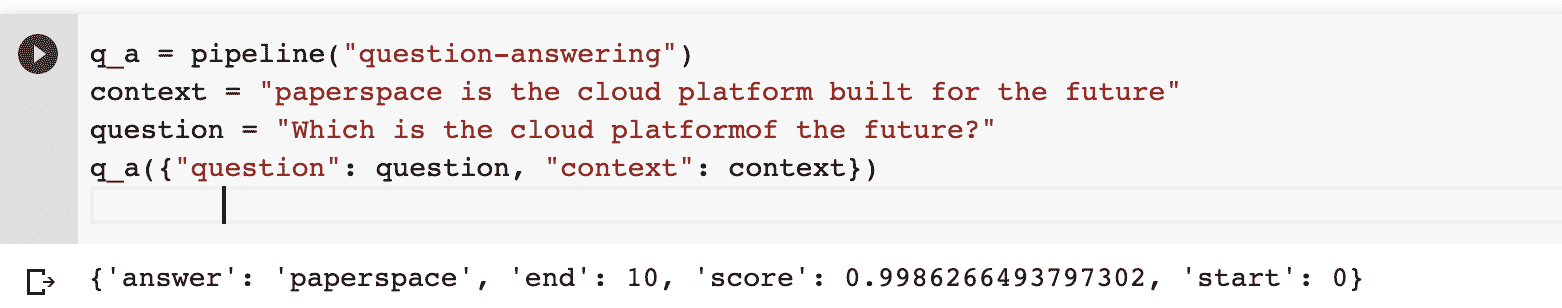 q_a = pipeline("question-answering")
context = "paperspace is the cloud platform built for the future"
question = "Which is the cloud platformof the future?"
q_a({"question": question, "context": context})
{'answer': 'paperspace', 'end': 10, 'score': 0.9986266493797302, 'start': 0}